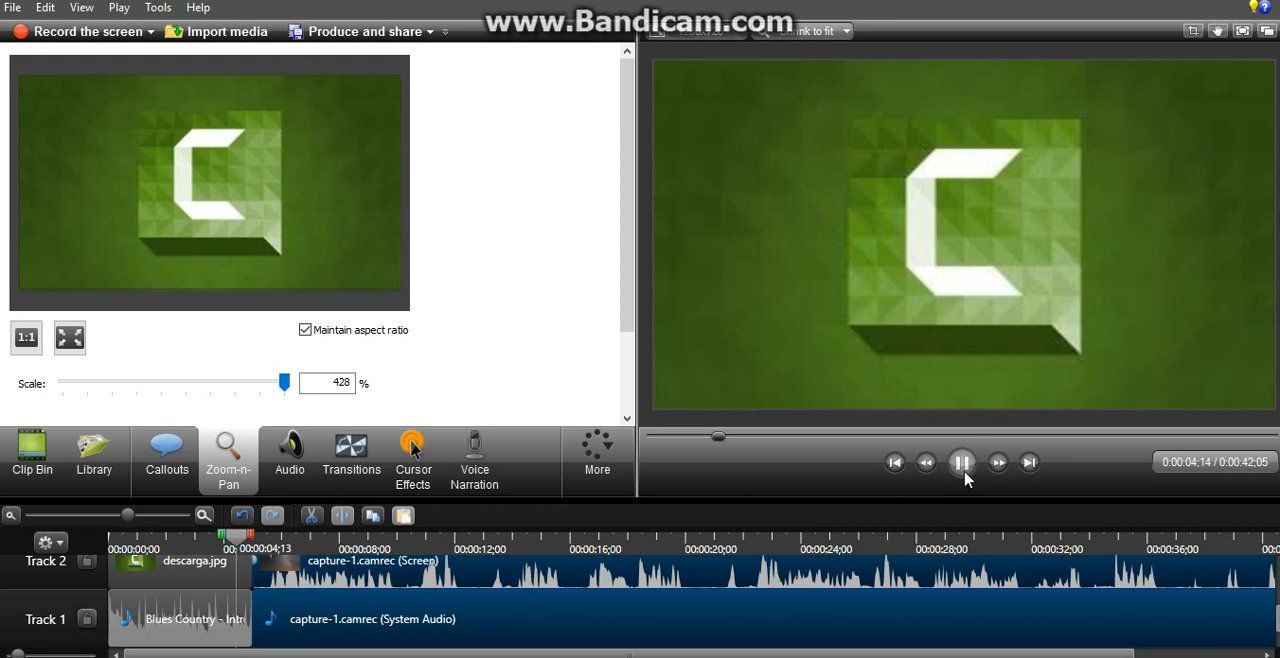 File Edit View Play Tools Help
www.Bandicam.com
Record the screen Import media Produce and share
Shrink to fit
1:1
Maintain aspect ratio
Scale: 428 %
Clip Bin Library Callouts Zoom-n-Pan Audio Transitions Cursor Effects Voice Narration More
0:00:04;14 / 0:00:42;05
00:00:00;00 00: 00:00:04;13 00:00:08;00 00:00:12;00 00:00:16;00 00:00:20;00 00:00:24;00 00:00:28;00 00:00:32;00 00:00:36;00 00:0
Track 2 descarga.jpg capture-1.camrec (Screen)
Track 1 Blues Country - Intr capture-1.camrec (System Audio)